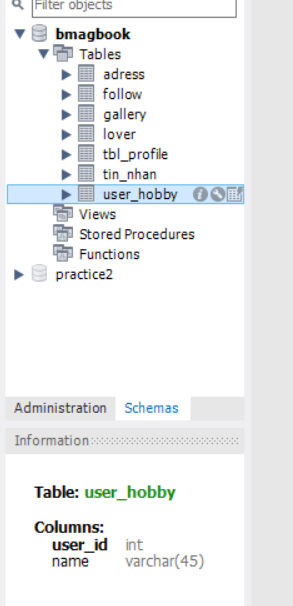 Filter objects
bmagbook
Tables
adress
follow
gallery
lover
tbl_profile
tin_nhan
user_hobby
Views
Stored Procedures
Functions
practice2
Administration Schemas
Information
Table: user_hobby
Columns:
user_id int
name varchar(45)